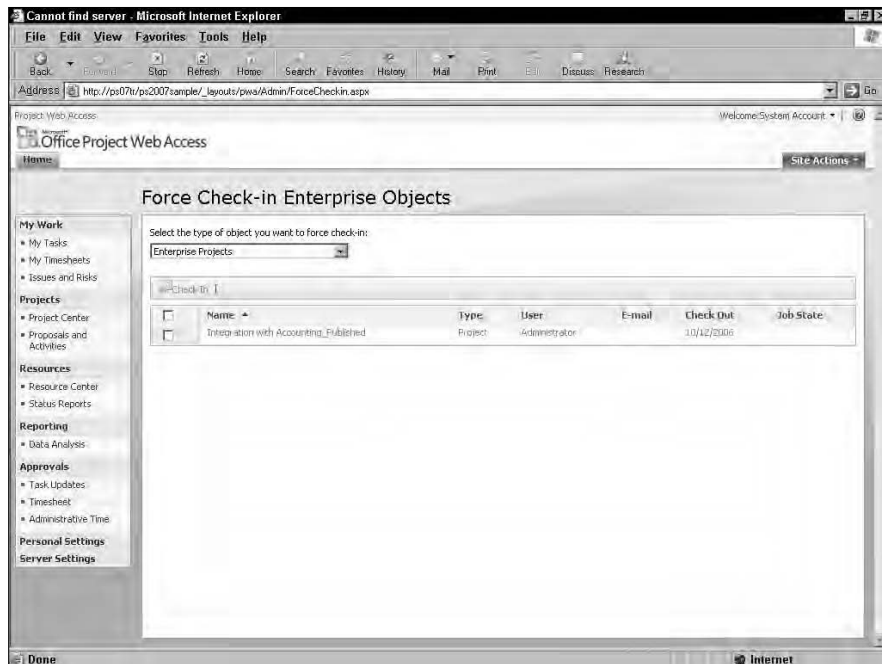 Cannot find server - Microsoft Internet Explorer
File Edit View Favorites Tools Help
Back Forward Stop Refresh Home Search Favorites History Mail Print Edit Discuss Research
Address http://ps07tr/ps2007sample/_layouts/pwa/Admin/ForceCheckin.aspx Go
Project Web Access Welcome System Account
Microsoft
Office Project Web Access
Home Site Actions
Force Check-in Enterprise Objects
My Work
My Tasks
My Timesheets
Issues and Risks
Projects
Project Center
Proposals and
Activities
Resources
Resource Center
Status Reports
Reporting
Data Analysis
Approvals
Task Updates
Timesheet
Administrative Time
Personal Settings
Server Settings
Select the type of object you want to force check-in:
Enterprise Projects
Check-In
Name Type User E-mail Check Out Job State
Integration with Accounting_Published Project Administrator 10/12/2006
Done Internet